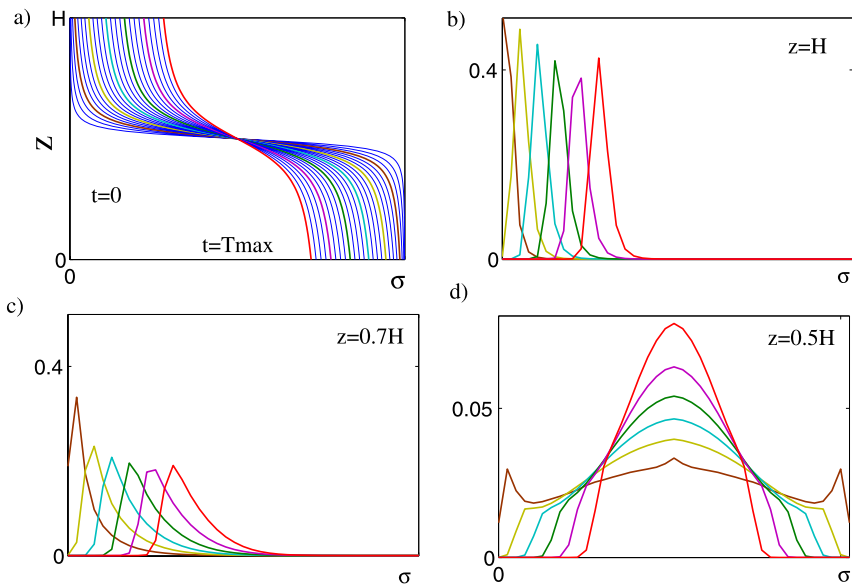 a)
H
Z
t=0
t=Tmax
0
0
σ
b)
z=H
0.4
0
c)
z=0.7H
0.4
0
σ
d)
z=0.5H
0.05
0
0
σ